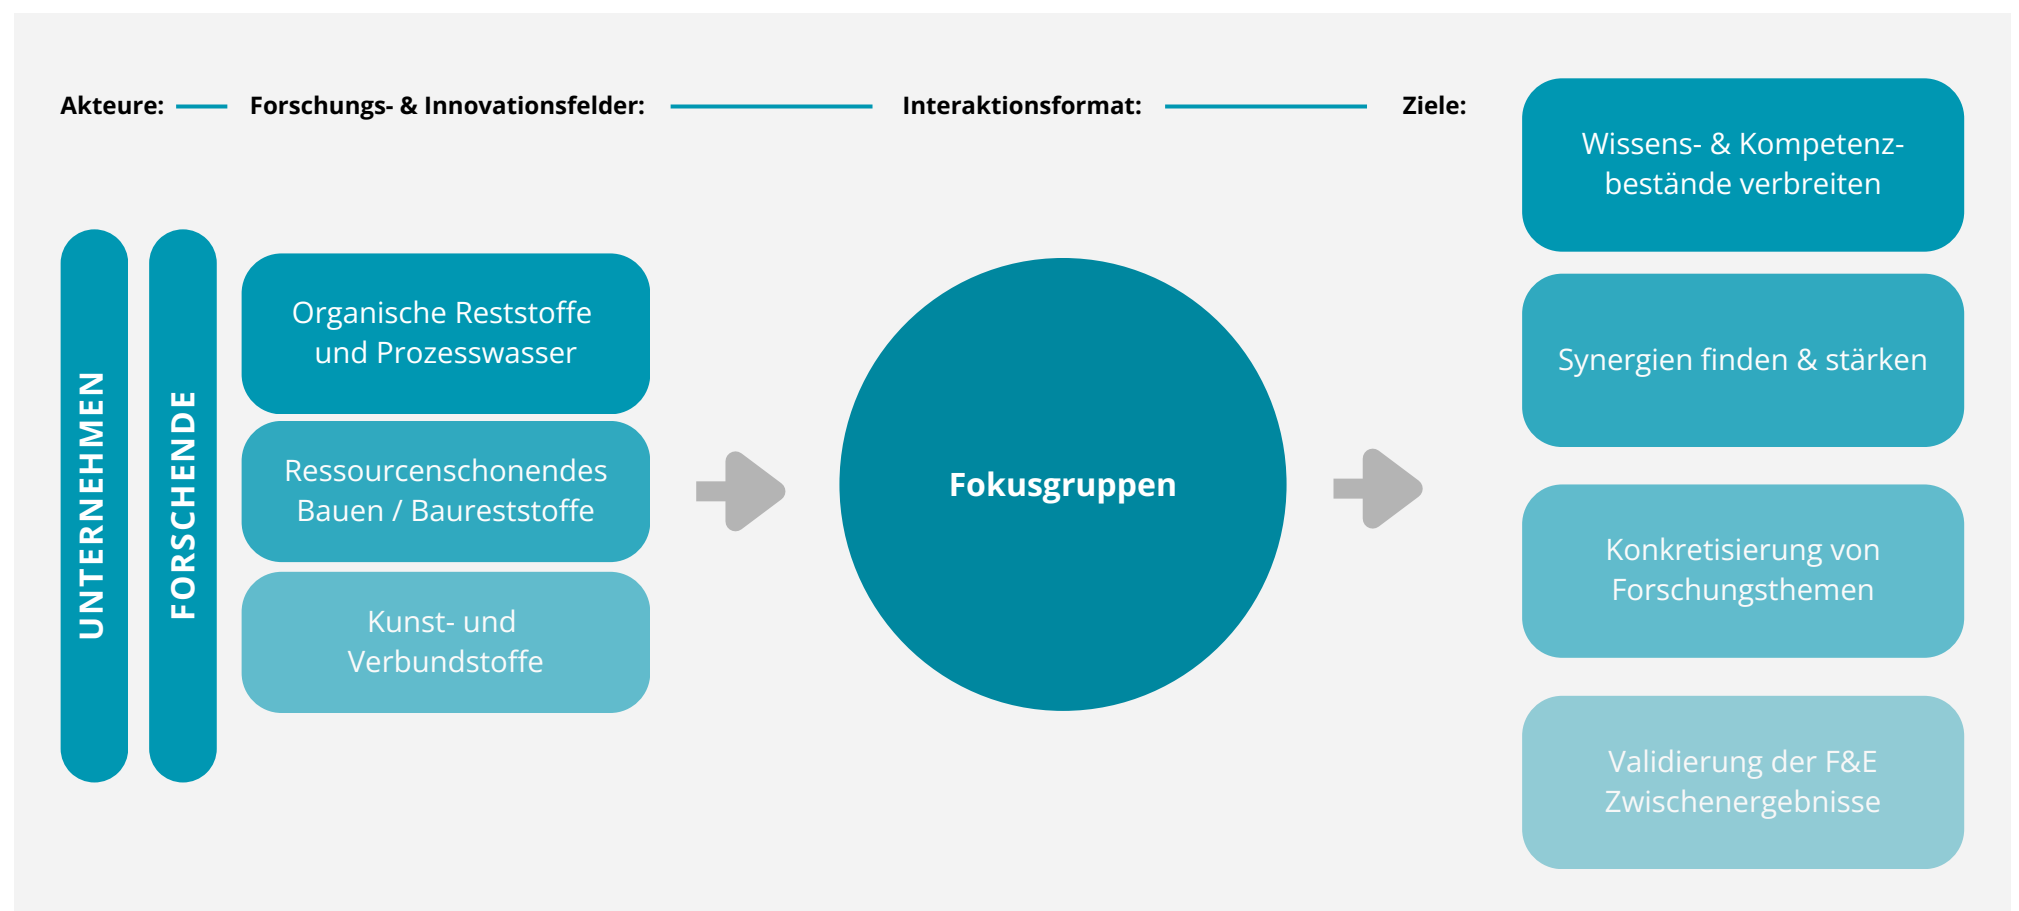 Akteure:
Forschungs- & Innovationsfelder:
Interaktionsformat:
Ziele:
UNTERNEHMEN
FORSCHENDE
Organische Reststoffe
und Prozesswasser
Ressourcenschonendes
Bauen / Baureststoffe
Kunst- und
Verbundstoffe
Fokusgruppen
Wissens- & Kompetenz-
bestände verbreiten
Synergien finden & stärken
Konkretisierung von
Forschungsthemen
Validierung der F&E
Zwischenergebnisse